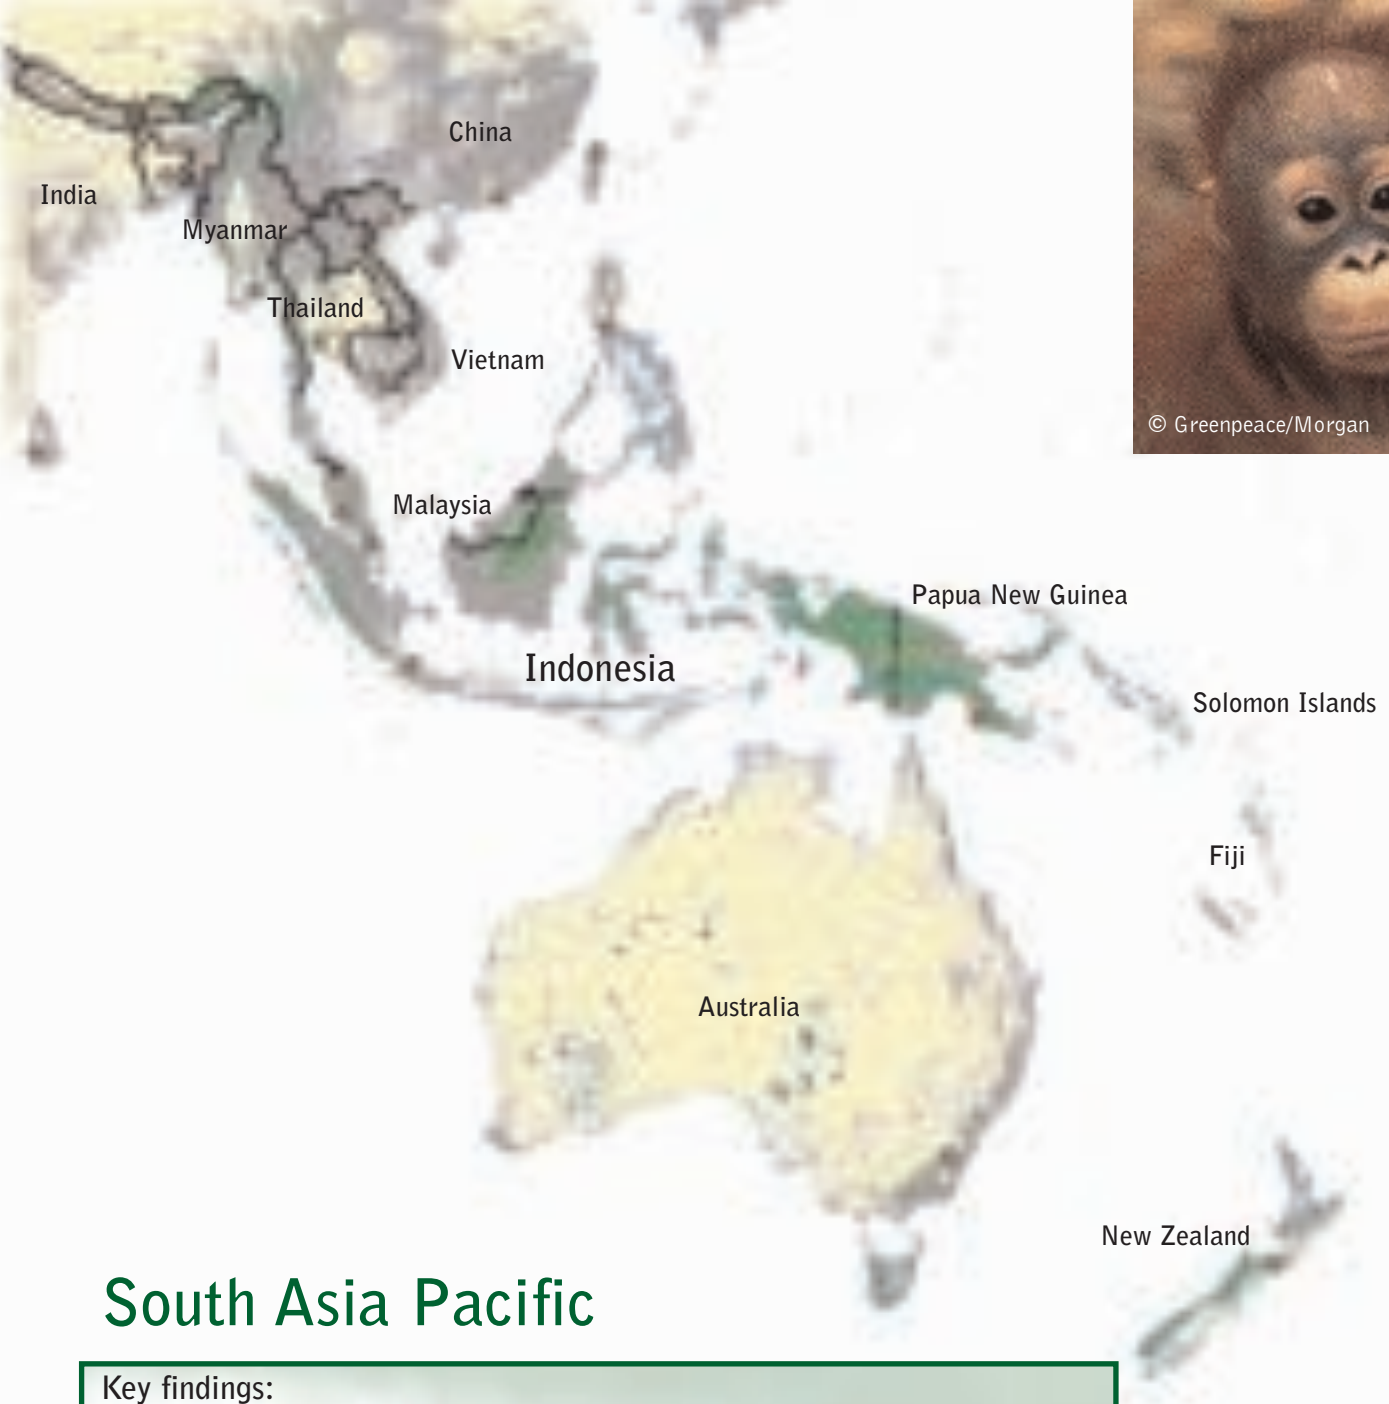 China
India
Myanmar
Thailand
Vietnam
© Greenpeace/Morgan
Malaysia
Papua New Guinea
Indonesia
Solomon Islands
Fiji
Australia
New Zealand
South Asia Pacific
Key findings: